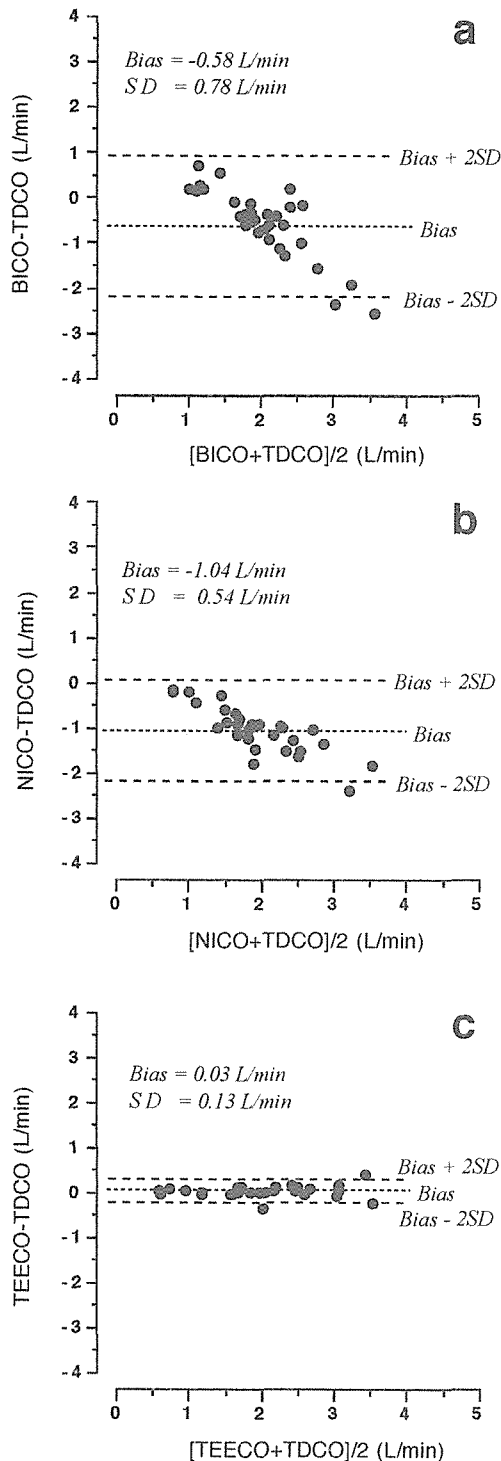 a
Bias = -0.58 L/min
SD = 0.78 L/min
4
3
2
1
0
-1
-2
-3
-4
BICO-TDCO (L/min)
Bias + 2SD
Bias
Bias - 2SD
0 1 2 3 4 5
[BICO+TDCO]/2 (L/min)
b
Bias = -1.04 L/min
SD = 0.54 L/min
4
3
2
1
0
-1
-2
-3
-4
NICO-TDCO (L/min)
Bias + 2SD
Bias
Bias - 2SD
0 1 2 3 4 5
[NICO+TDCO]/2 (L/min)
c
Bias = 0.03 L/min
SD = 0.13 L/min
4
3
2
1
0
-1
-2
-3
-4
TEECO-TDCO (L/min)
Bias + 2SD
Bias
Bias - 2SD
0 1 2 3 4 5
[TEECO+TDCO]/2 (L/min)